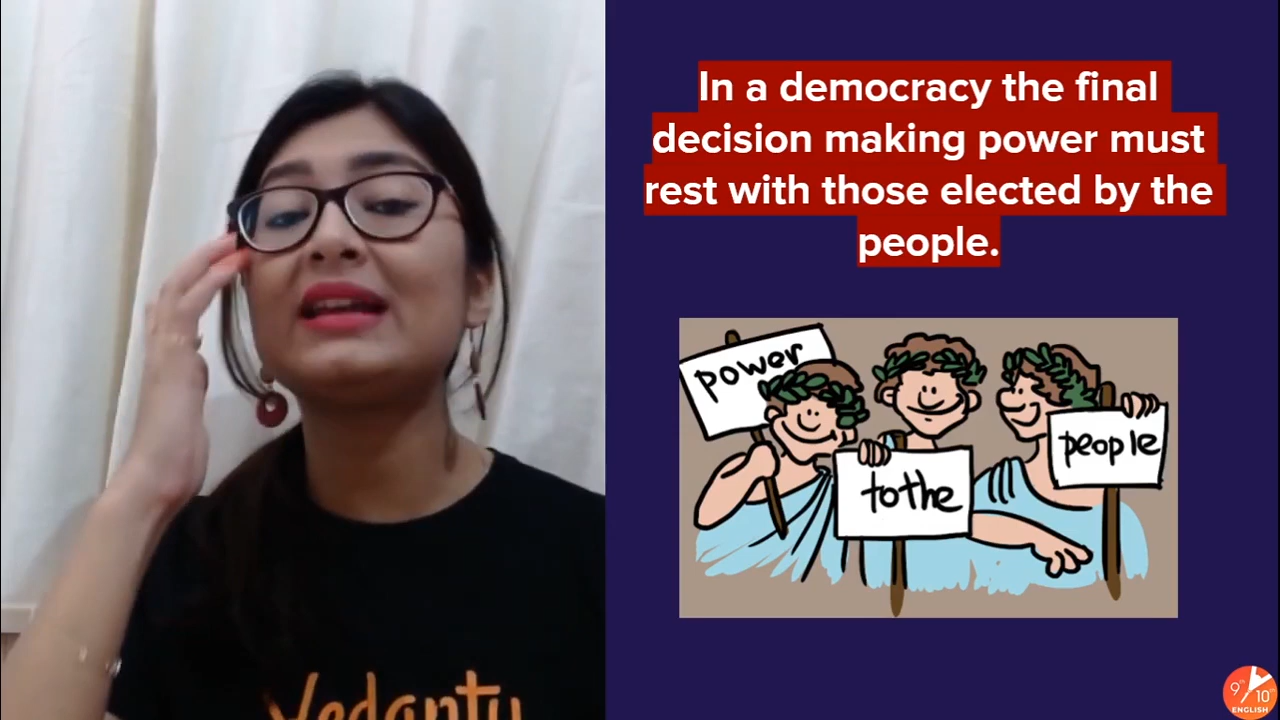 In a democracy the final
decision making power must
rest with those elected by the
people.
power
to the
people
Vedantu
9th 10th
ENGLISH